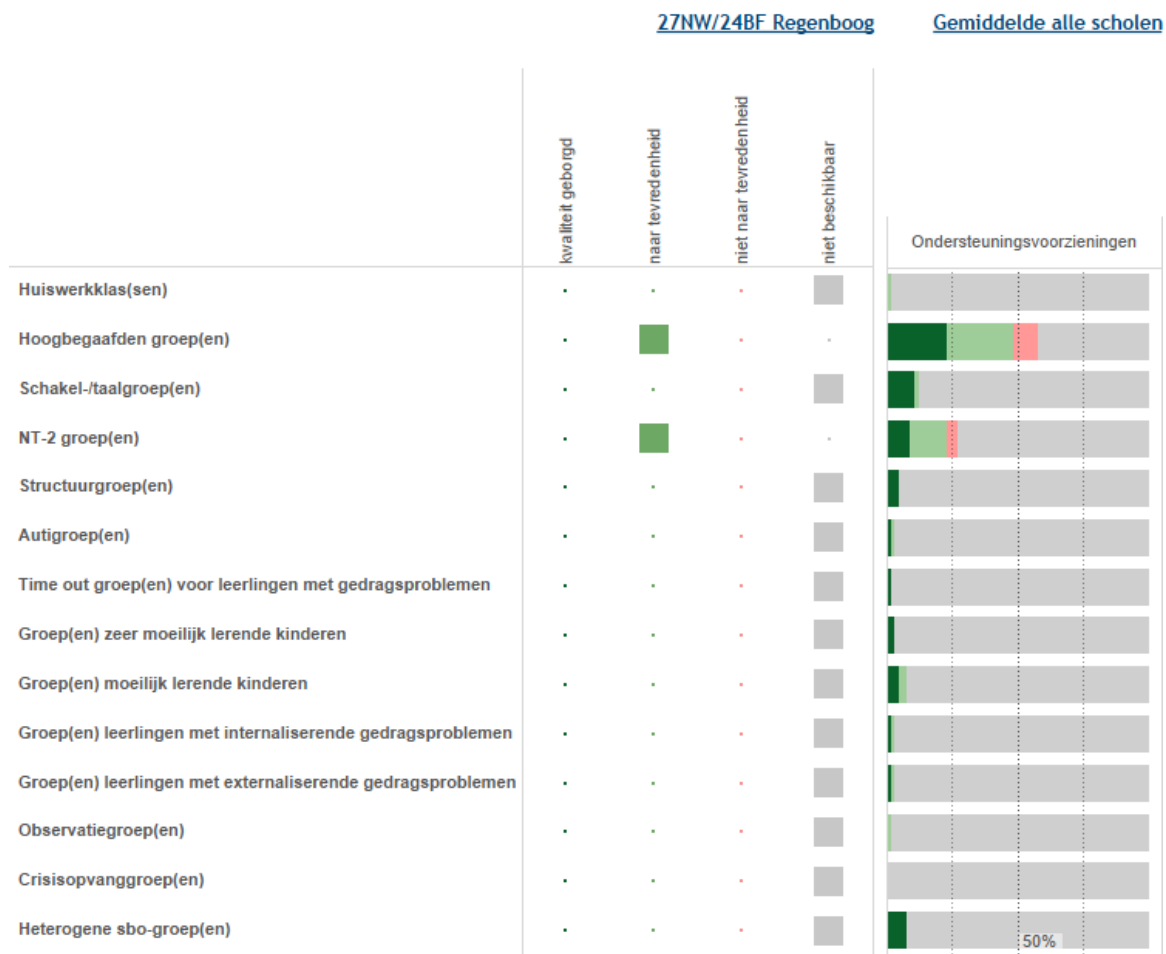 27NW/24BF Regenboog
Gemiddelde alle scholen
kwaliteit geborgd
naar tevredenheid
niet naar tevredenheid
niet beschikbaar
Ondersteuningsvoorzieningen
Huiswerkklas(sen)
Hoogbegaafden groep(en)
Schakel-/taalgroep(en)
NT-2 groep(en)
Structuurgroep(en)
Autigroep(en)
Time out groep(en) voor leerlingen met gedragsproblemen
Groep(en) zeer moeilijk lerende kinderen
Groep(en) moeilijk lerende kinderen
Groep(en) leerlingen met internaliserende gedragsproblemen
Groep(en) leerlingen met externaliserende gedragsproblemen
Observatiegroep(en)
Crisisopvanggroep(en)
Heterogene sbo-groep(en)
50%